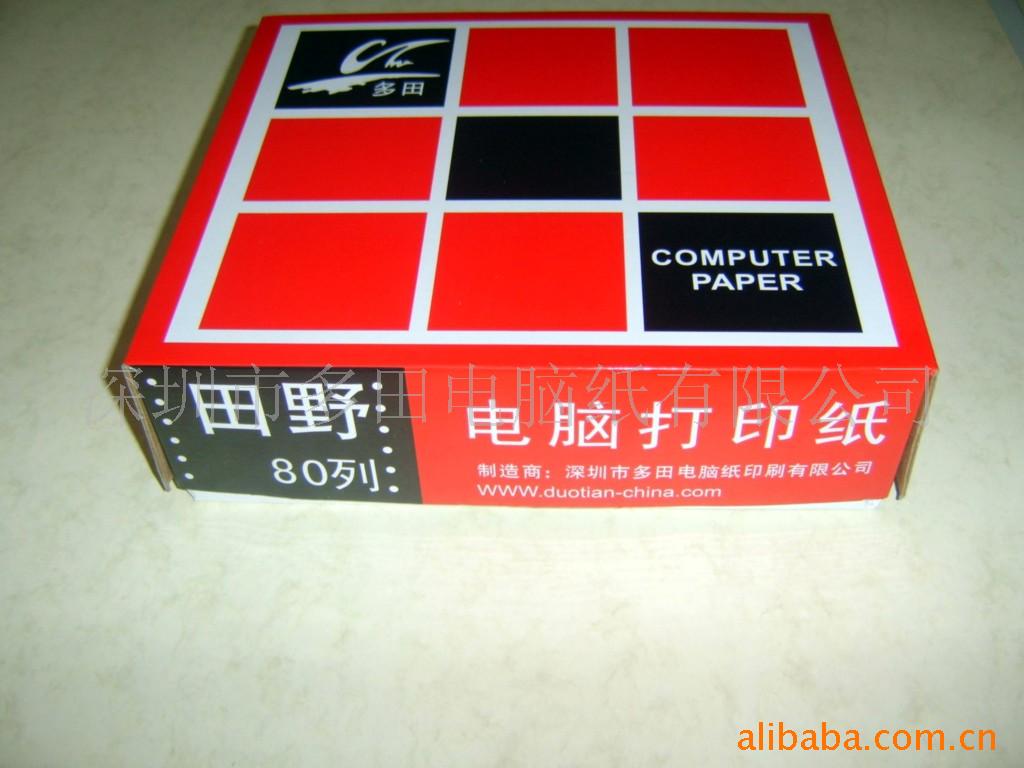 多田
COMPUTER
PAPER
深圳市多田电脑纸有限公司
田野
80列
电脑打印纸
制造商：深圳市多田电脑纸印刷有限公司
WWW.duotian-china.com
alibaba.com.cn